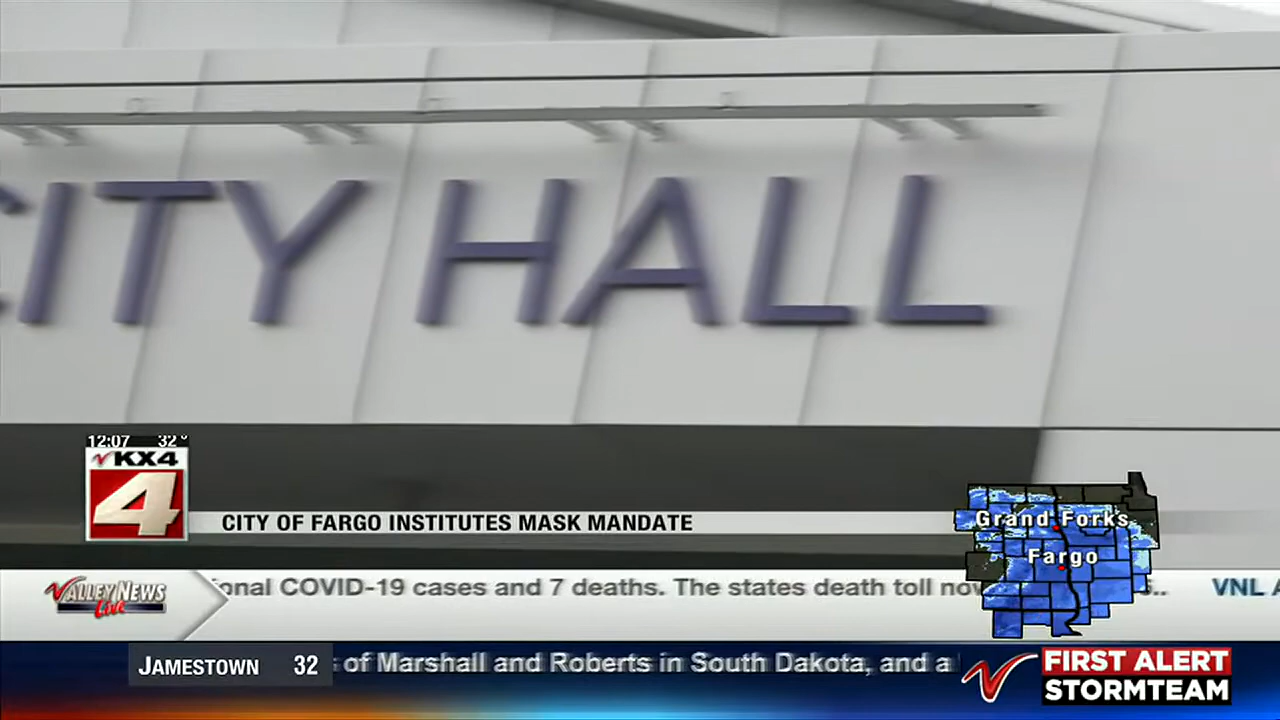 CITY HALL
12:07 32°
KX4
4
CITY OF FARGO INSTITUTES MASK MANDATE
Grand Forks
Fargo
VALLEY NEWS
Live
onal COVID-19 cases and 7 deaths. The states death toll now
VNL
JAMESTOWN 32
of Marshall and Roberts in South Dakota, and a
FIRST ALERT
STORMTEAM